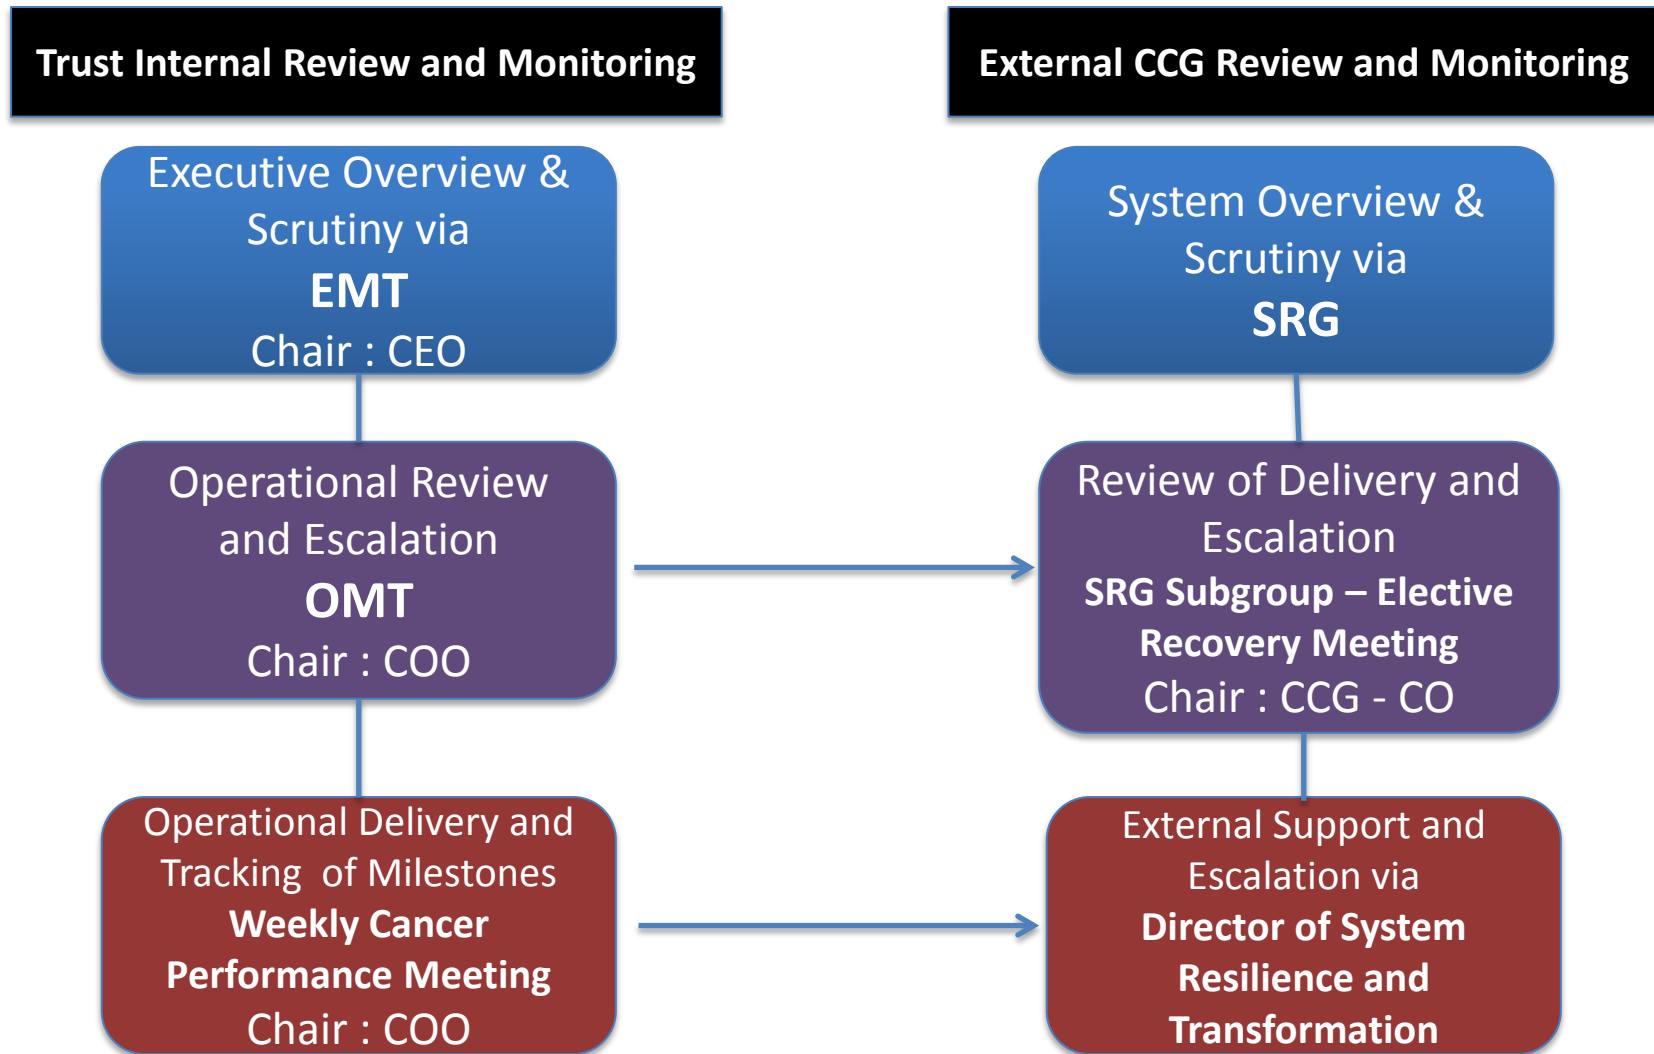 Trust Internal Review and Monitoring
External CCG Review and Monitoring
Executive Overview &
Scrutiny via
EMT
Chair : CEO
System Overview &
Scrutiny via
SRG
Operational Review
and Escalation
OMT
Chair : COO
Review of Delivery and
Escalation
SRG Subgroup – Elective
Recovery Meeting
Chair : CCG - CO
Operational Delivery and
Tracking  of Milestones
Weekly Cancer
Performance Meeting
Chair : COO
External Support and
Escalation via
Director of System
Resilience and
Transformation